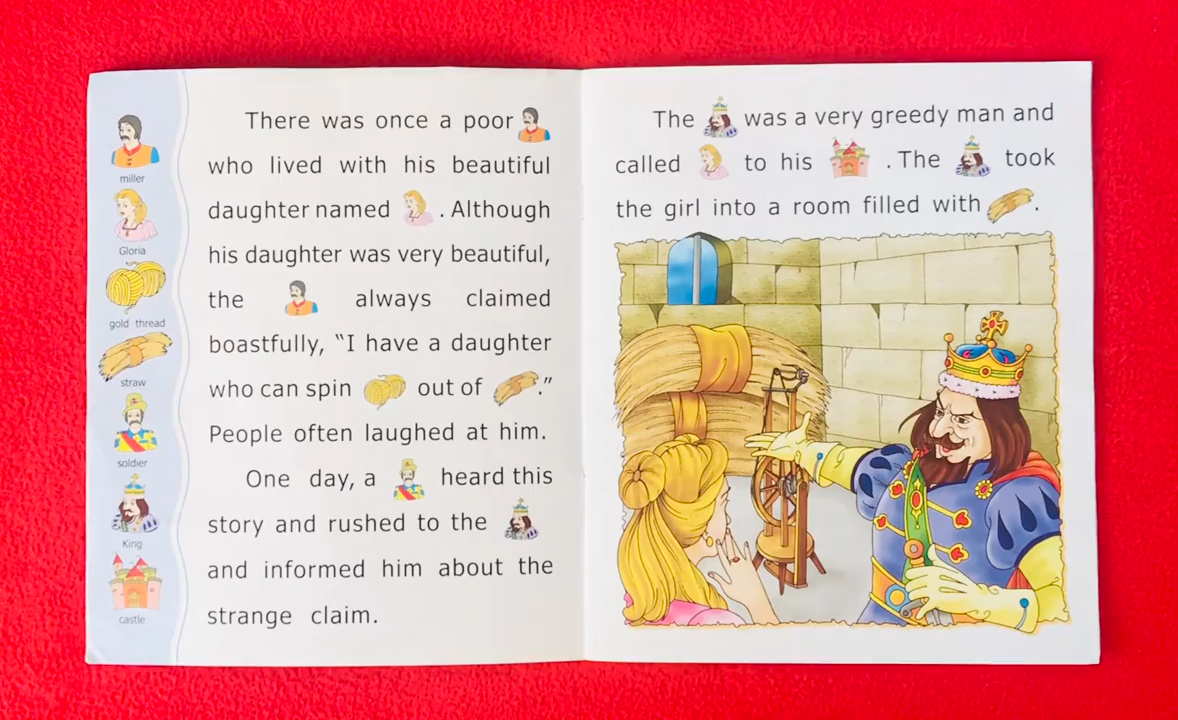 miller
Gloria
gold thread
straw
soldier
King
castle
There was once a poor
who lived with his beautiful
daughter named . Although
his daughter was very beautiful,
the always claimed
boastfully, “I have a daughter
who can spin out of .”
People often laughed at him.
One day, a heard this
story and rushed to the
and informed him about the
strange claim.
The was a very greedy man and
called to his . The took
the girl into a room filled with .